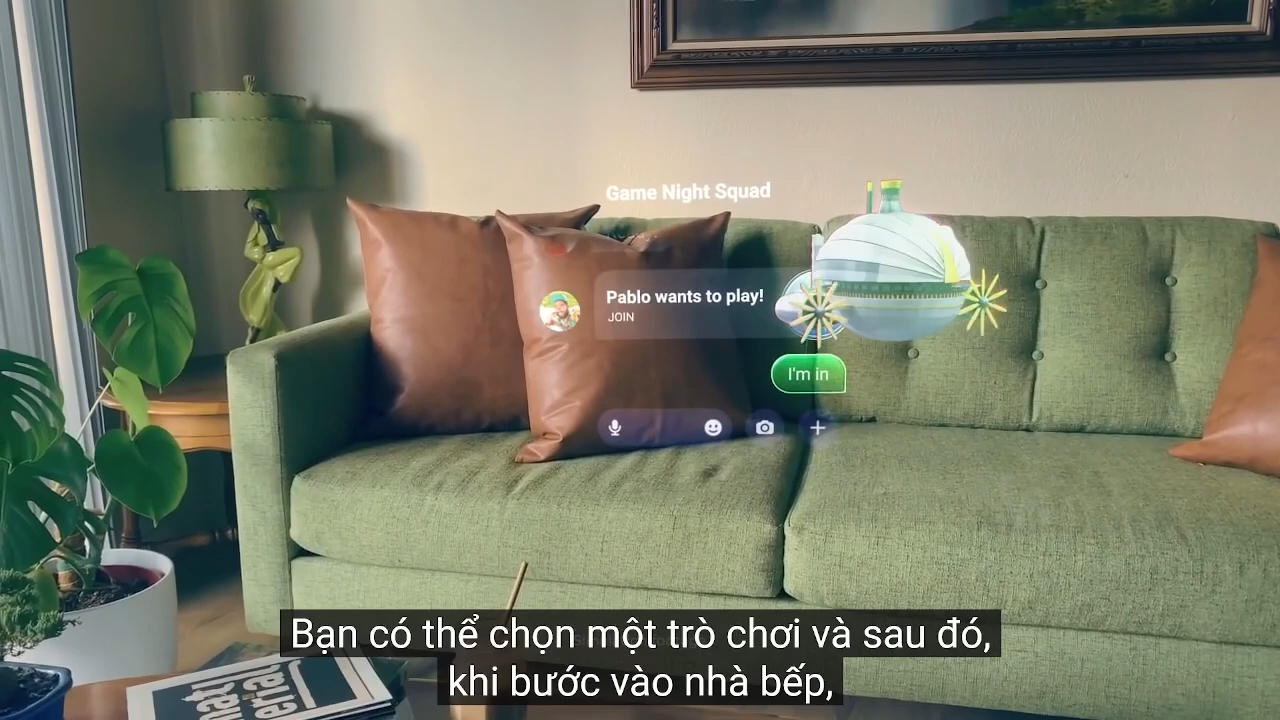 Game Night Squad
Pablo wants to play!
JOIN
I'm in
Bạn có thể chọn một trò chơi và sau đó,
khi bước vào nhà bếp,